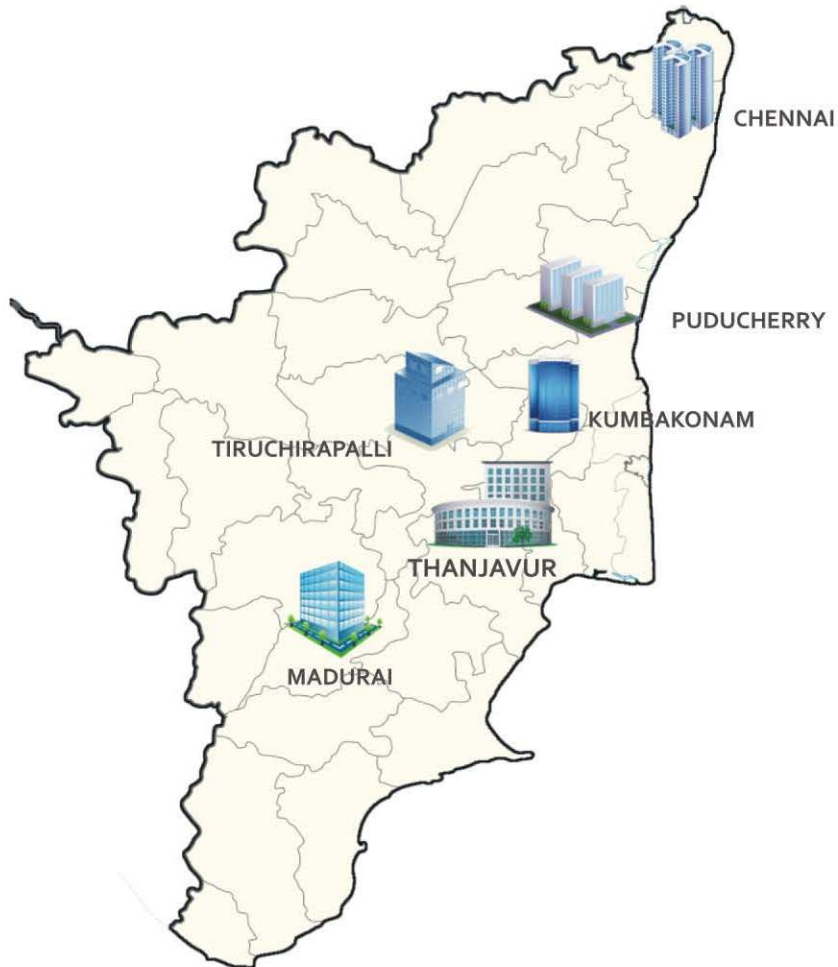 CHENNAI
PUDUCHERRY
KUMBAKONAM
TIRUCHIRAPALLI
THANJAVUR
MADURAI